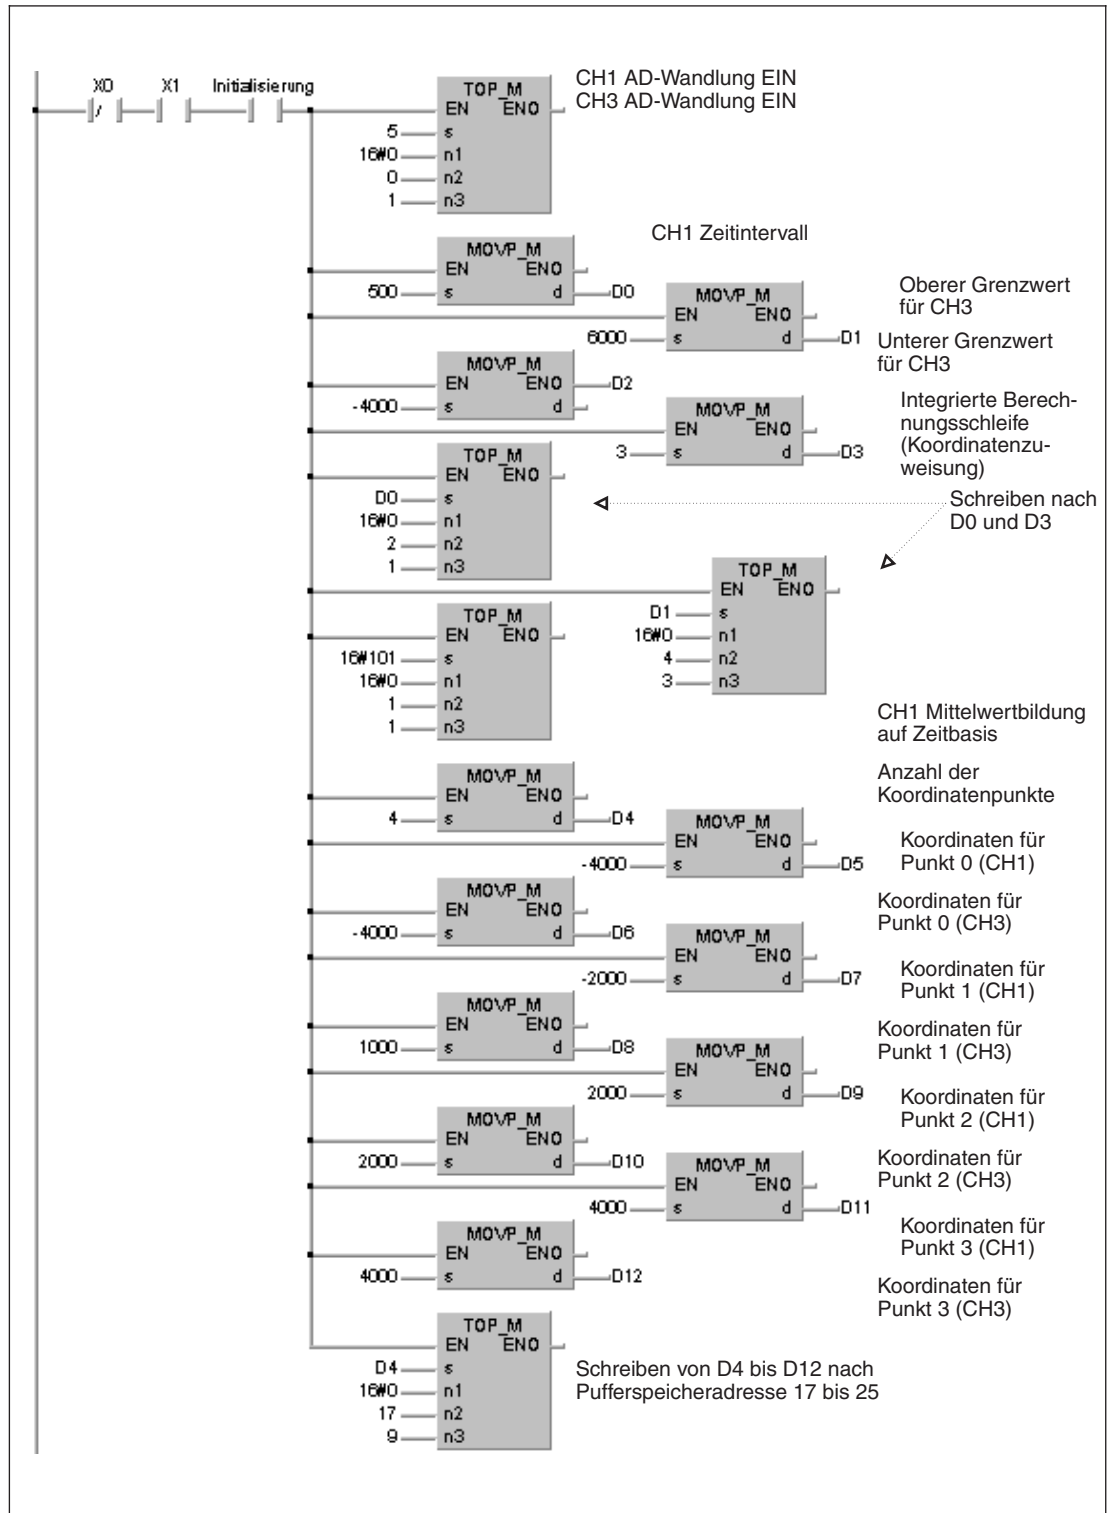 X0 X1 Initialisierung
TOP_M
EN ENO
5 s
16#0 n1
0 n2
1 n3
CH1 AD-Wandlung EIN
CH3 AD-Wandlung EIN
CH1 Zeitintervall
MOVP_M
EN ENO
500 s d D0
Oberer Grenzwert
für CH3
MOVP_M
EN ENO
6000 s d D1
Unterer Grenzwert
für CH3
MOVP_M
EN ENO D2
-4000 s d
Integrierte Berech-
nungsschleife
(Koordinatenzu-
weisung)
MOVP_M
EN ENO
3 s d D3
TOP_M
EN ENO
D0 s
16#0 n1
2 n2
1 n3
Schreiben nach
D0 und D3
TOP_M
EN ENO
D1 s
16#0 n1
4 n2
3 n3
TOP_M
EN ENO
16#101 s
16#0 n1
1 n2
1 n3
CH1 Mittelwertbildung
auf Zeitbasis
MOVP_M
EN ENO
4 s d D4
Anzahl der
Koordinatenpunkte
MOVP_M
EN ENO
-4000 s d D5
Koordinaten für
Punkt 0 (CH1)
MOVP_M
EN ENO
-4000 s d D6
Koordinaten für
Punkt 0 (CH3)
MOVP_M
EN ENO
-2000 s d D7
Koordinaten für
Punkt 1 (CH1)
MOVP_M
EN ENO
1000 s d D8
Koordinaten für
Punkt 1 (CH3)
MOVP_M
EN ENO
2000 s d D9
Koordinaten für
Punkt 2 (CH1)
MOVP_M
EN ENO
2000 s d D10
Koordinaten für
Punkt 2 (CH3)
MOVP_M
EN ENO
4000 s d D11
Koordinaten für
Punkt 3 (CH1)
MOVP_M
EN ENO
4000 s d D12
Koordinaten für
Punkt 3 (CH3)
TOP_M
EN ENO
D4 s
16#0 n1
17 n2
9 n3
Schreiben von D4 bis D12 nach
Pufferspeicheradresse 17 bis 25